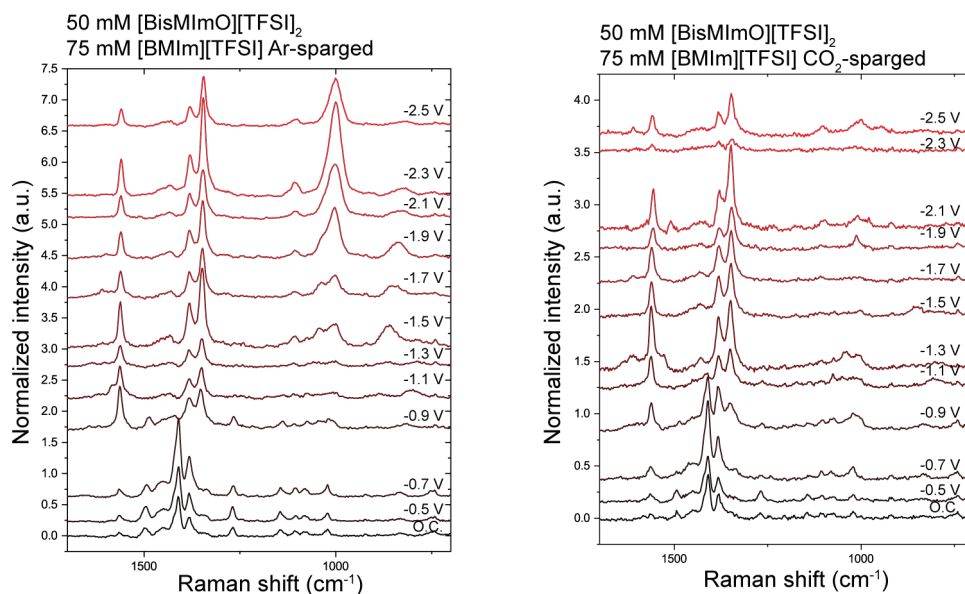 50 mM [BisMImO][TFSI]₂
75 mM [BMIm][TFSI] Ar-sparged
7.5
7.0
6.5
6.0
5.5
5.0
4.5
4.0
3.5
3.0
2.5
2.0
1.5
1.0
0.5
0.0
Normalized intensity (a.u.)
-2.5 V
-2.3 V
-2.1 V
-1.9 V
-1.7 V
-1.5 V
-1.3 V
-1.1 V
-0.9 V
-0.7 V
-0.5 V
O.C.
1500
1000
Raman shift (cm⁻¹)
50 mM [BisMImO][TFSI]₂
75 mM [BMIm][TFSI] CO₂-sparged
4.0
3.5
3.0
2.5
2.0
1.5
1.0
0.5
0.0
Normalized intensity (a.u.)
-2.5 V
-2.3 V
-2.1 V
-1.9 V
-1.7 V
-1.5 V
-1.3 V
-1.1 V
-0.9 V
-0.7 V
-0.5 V
O.C.
1500
1000
Raman shift (cm⁻¹)